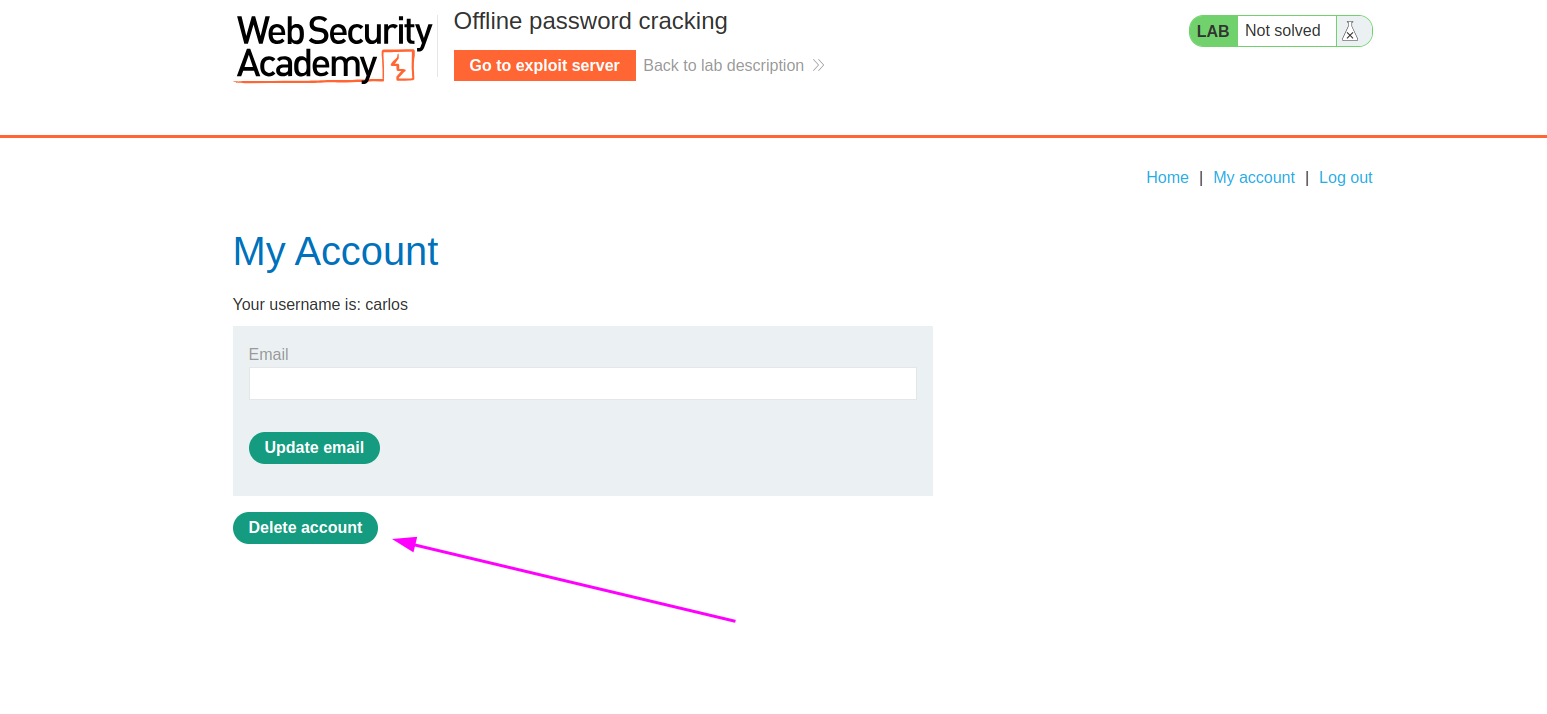 Web Security
Academy
Offline password cracking
Go to exploit server
Back to lab description
LAB
Not solved
Home | My account | Log out
My Account
Your username is: carlos
Email
Update email
Delete account